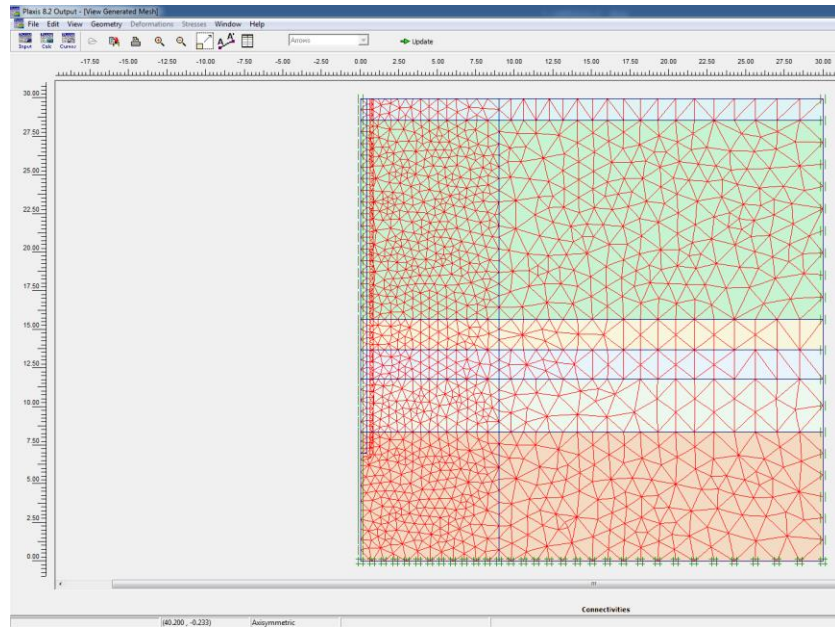 Plaxis 8.2 Output - [View Generated Mesh]
File Edit View Geometry Deformations Stresses Window Help
Input Calc Curves Arrows Update
-17.50 -15.00 -12.50 -10.00 -7.50 -5.00 -2.50 0.00 2.50 5.00 7.50 10.00 12.50 15.00 17.50 20.00 22.50 25.00 27.50 30.00
30.00
27.50
25.00
22.50
20.00
17.50
15.00
12.50
10.00
7.50
5.00
2.50
0.00
Connectivities
(40.200 , -0.233) Axisymmetric